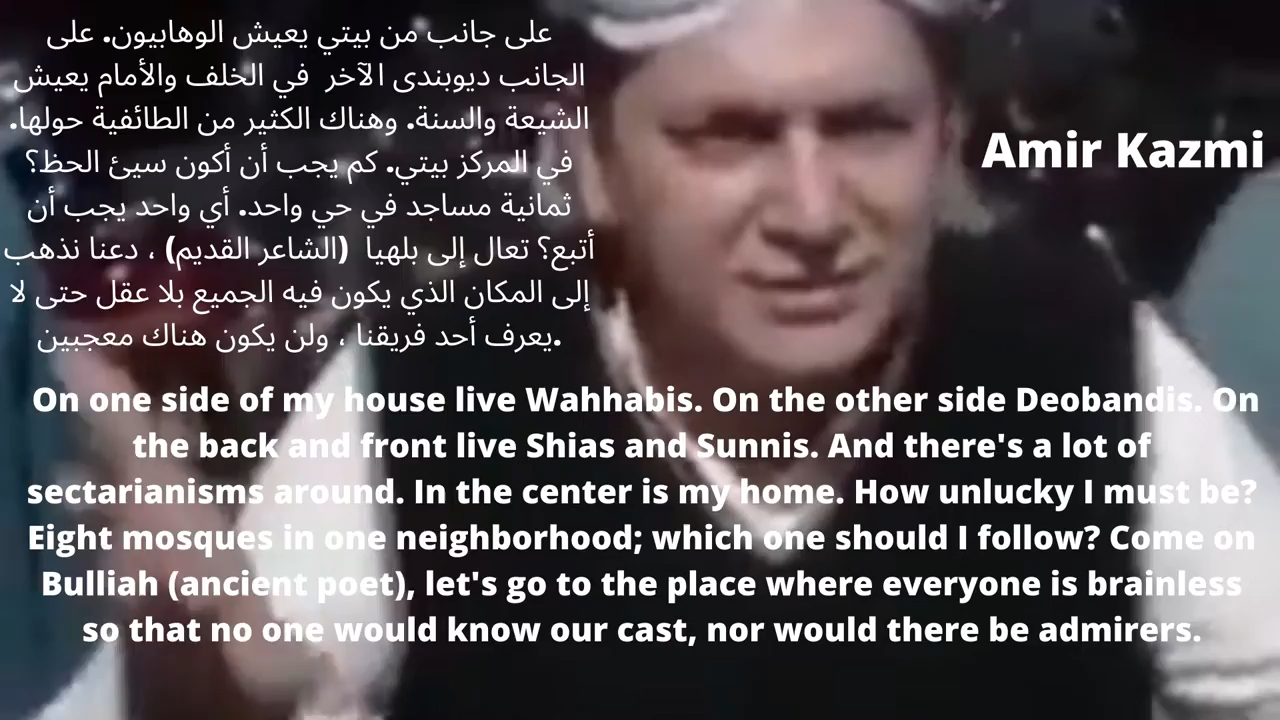 على جانب من بيتي يعيش الوهابيون. على
الجانب ديوبندى الآخر  في الخلف والأمام يعيش
الشيعة والسنة. وهناك الكثير من الطائفية حولها.
في المركز بيتي. كم يجب أن أكون سيئ الحظ؟
ثمانية مساجد في حي واحد. أي واحد يجب أن
أتبع؟ تعال إلى بلهيا  (الشاعر القديم) ، دعنا نذهب
إلى المكان الذي يكون فيه الجميع بلا عقل حتى لا
يعرف أحد فريقنا ، ولن يكون هناك معجبين.
Amir Kazmi
On one side of my house live Wahhabis. On the other side Deobandis. On
the back and front live Shias and Sunnis. And there's a lot of
sectarianisms around. In the center is my home. How unlucky I must be?
Eight mosques in one neighborhood; which one should I follow? Come on
Bulliah (ancient poet), let's go to the place where everyone is brainless
so that no one would know our cast, nor would there be admirers.